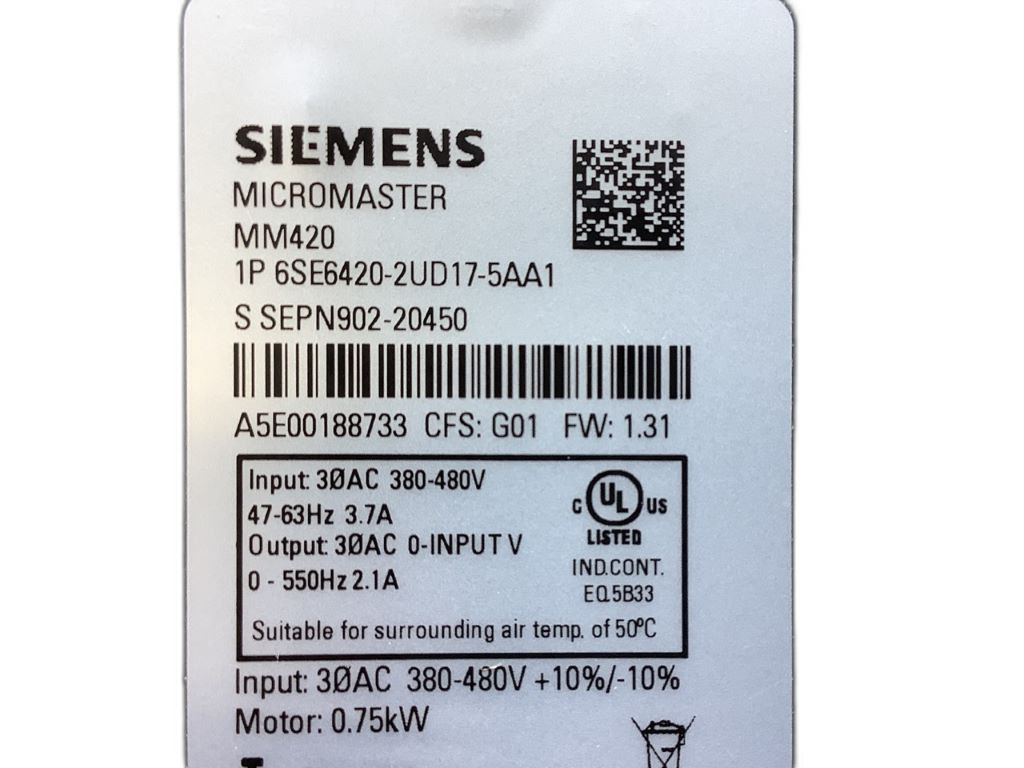 SIEMENS
MICROMASTER
MM420
1P 6SE6420-2UD17-5AA1
S SEPN902-20450
A5E00188733 CFS: G01 FW: 1.31
Input: 3ØAC 380-480V
47-63Hz 3.7A
Output: 3ØAC 0-INPUT V
0 - 550Hz 2.1A
C UL US
LISTED
IND.CONT.
EQ.5B33
Suitable for surrounding air temp. of 50ºC
Input: 3ØAC 380-480V +10%/-10%
Motor: 0.75kW